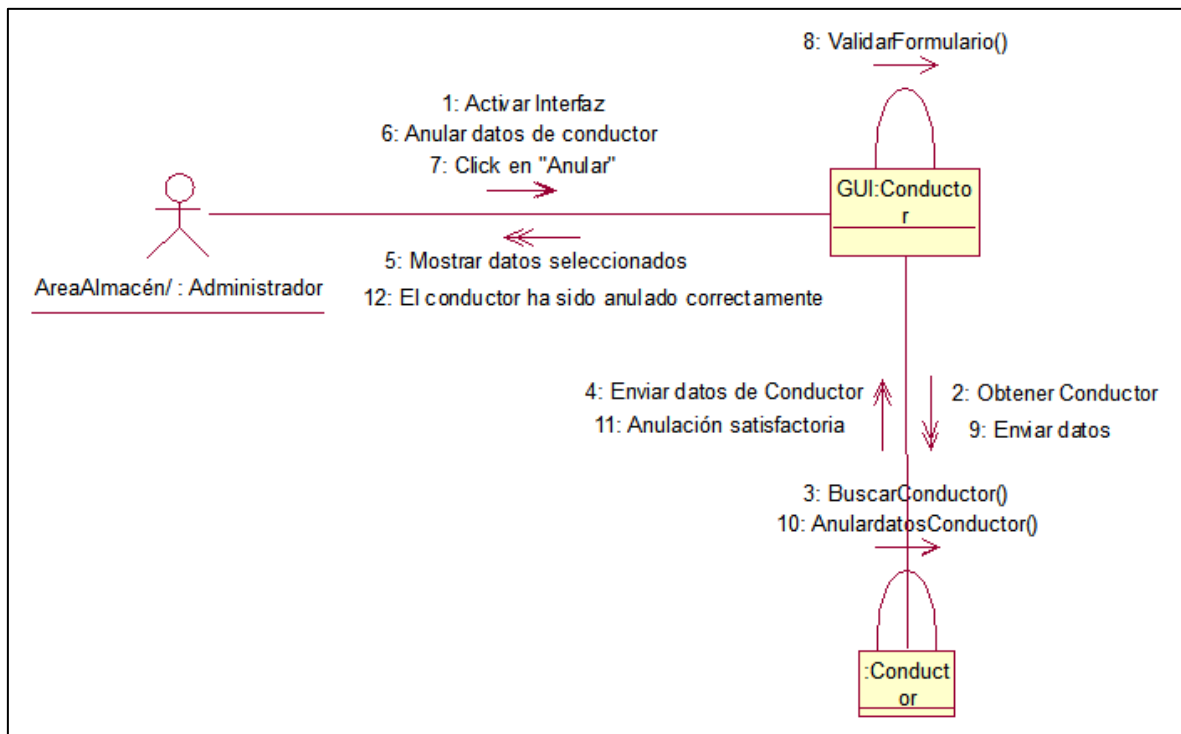 8: ValidarFormulario()
1: Activar Interfaz
6: Anular datos de conductor
7: Click en "Anular"
GUI:Conducto
r
5: Mostrar datos seleccionados
AreaAlmacén/ : Administrador
12: El conductor ha sido anulado correctamente
4: Enviar datos de Conductor
2: Obtener Conductor
11: Anulación satisfactoria
9: Enviar datos
3: BuscarConductor()
10: AnulardatosConductor()
:Conduct
or